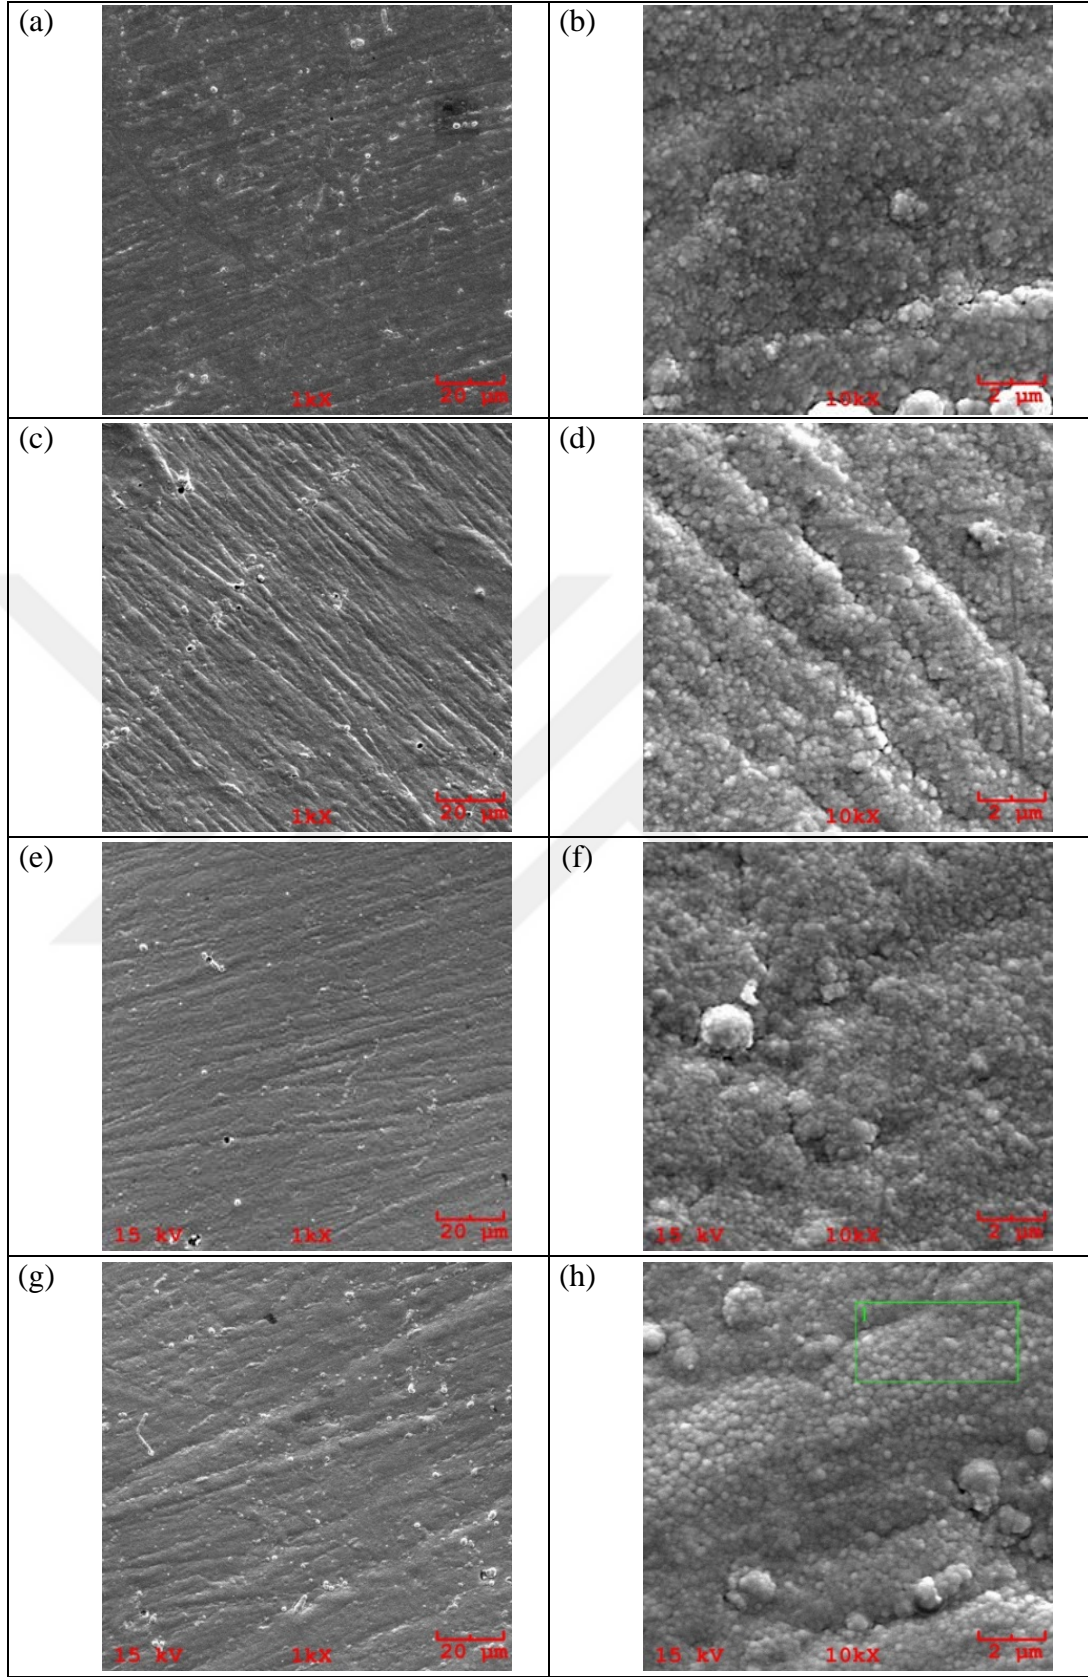 (a)
1kX 20 µm
(b)
10kX 2 µm
(c)
1kX 20 µm
(d)
10kX 2 µm
(e)
15 kV 1kX 20 µm
(f)
15 kV 10kX 2 µm
(g)
15 kV 1kX 20 µm
(h)
1
15 kV 10kX 2 µm